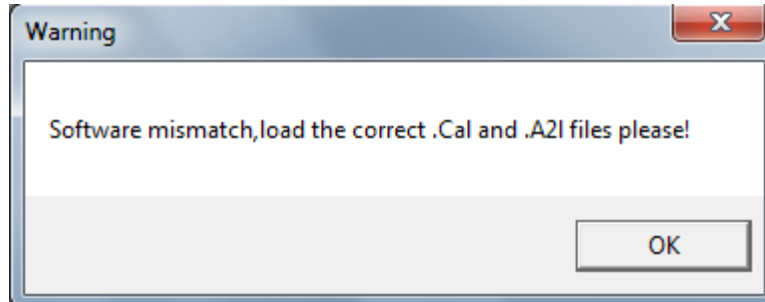 Warning
Software mismatch,load the correct .Cal and .A2l files please!
OK